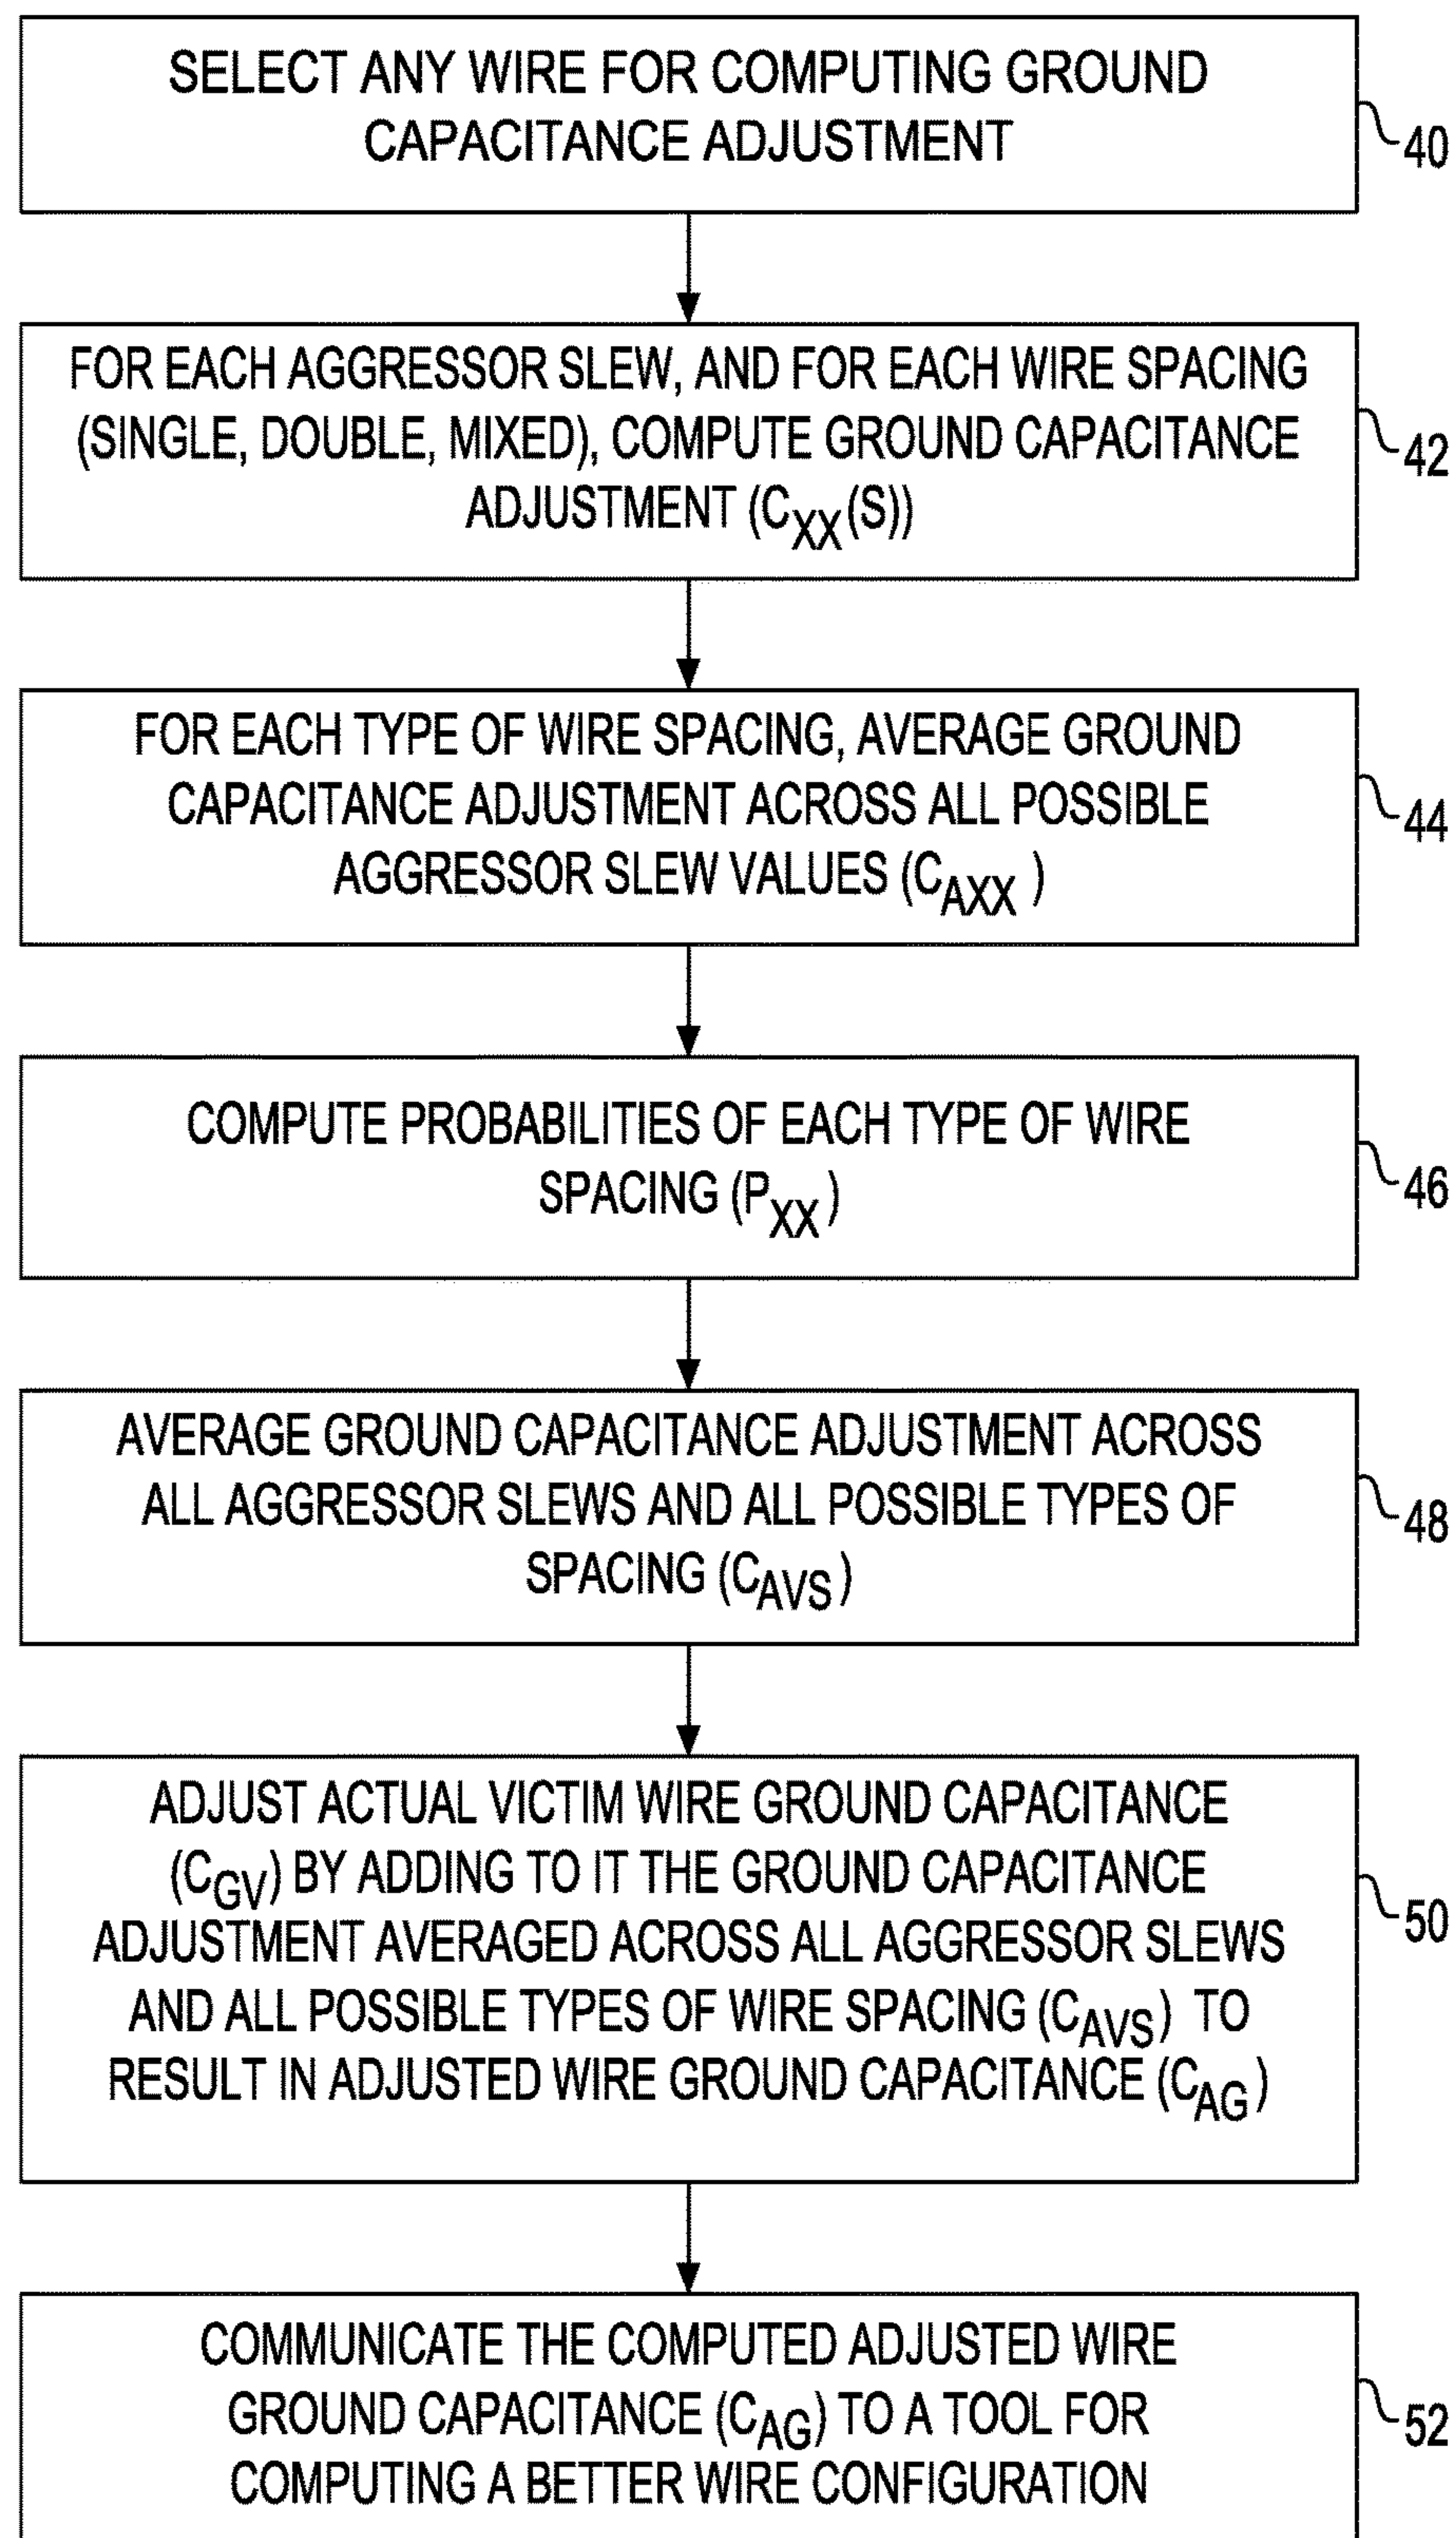 SELECT ANY WIRE FOR COMPUTING GROUND
CAPACITANCE ADJUSTMENT
40
FOR EACH AGGRESSOR SLEW, AND FOR EACH WIRE SPACING
(SINGLE, DOUBLE, MIXED), COMPUTE GROUND CAPACITANCE
ADJUSTMENT (CXX(S))
42
FOR EACH TYPE OF WIRE SPACING, AVERAGE GROUND
CAPACITANCE ADJUSTMENT ACROSS ALL POSSIBLE
AGGRESSOR SLEW VALUES (CAXX)
44
COMPUTE PROBABILITIES OF EACH TYPE OF WIRE
SPACING (PXX)
46
AVERAGE GROUND CAPACITANCE ADJUSTMENT ACROSS
ALL AGGRESSOR SLEWS AND ALL POSSIBLE TYPES OF
SPACING (CAVS)
48
ADJUST ACTUAL VICTIM WIRE GROUND CAPACITANCE
(CGV) BY ADDING TO IT THE GROUND CAPACITANCE
ADJUSTMENT AVERAGED ACROSS ALL AGGRESSOR SLEWS
AND ALL POSSIBLE TYPES OF WIRE SPACING (CAVS) TO
RESULT IN ADJUSTED WIRE GROUND CAPACITANCE (CAG)
50
COMMUNICATE THE COMPUTED ADJUSTED WIRE
GROUND CAPACITANCE (CAG) TO A TOOL FOR
COMPUTING A BETTER WIRE CONFIGURATION
52